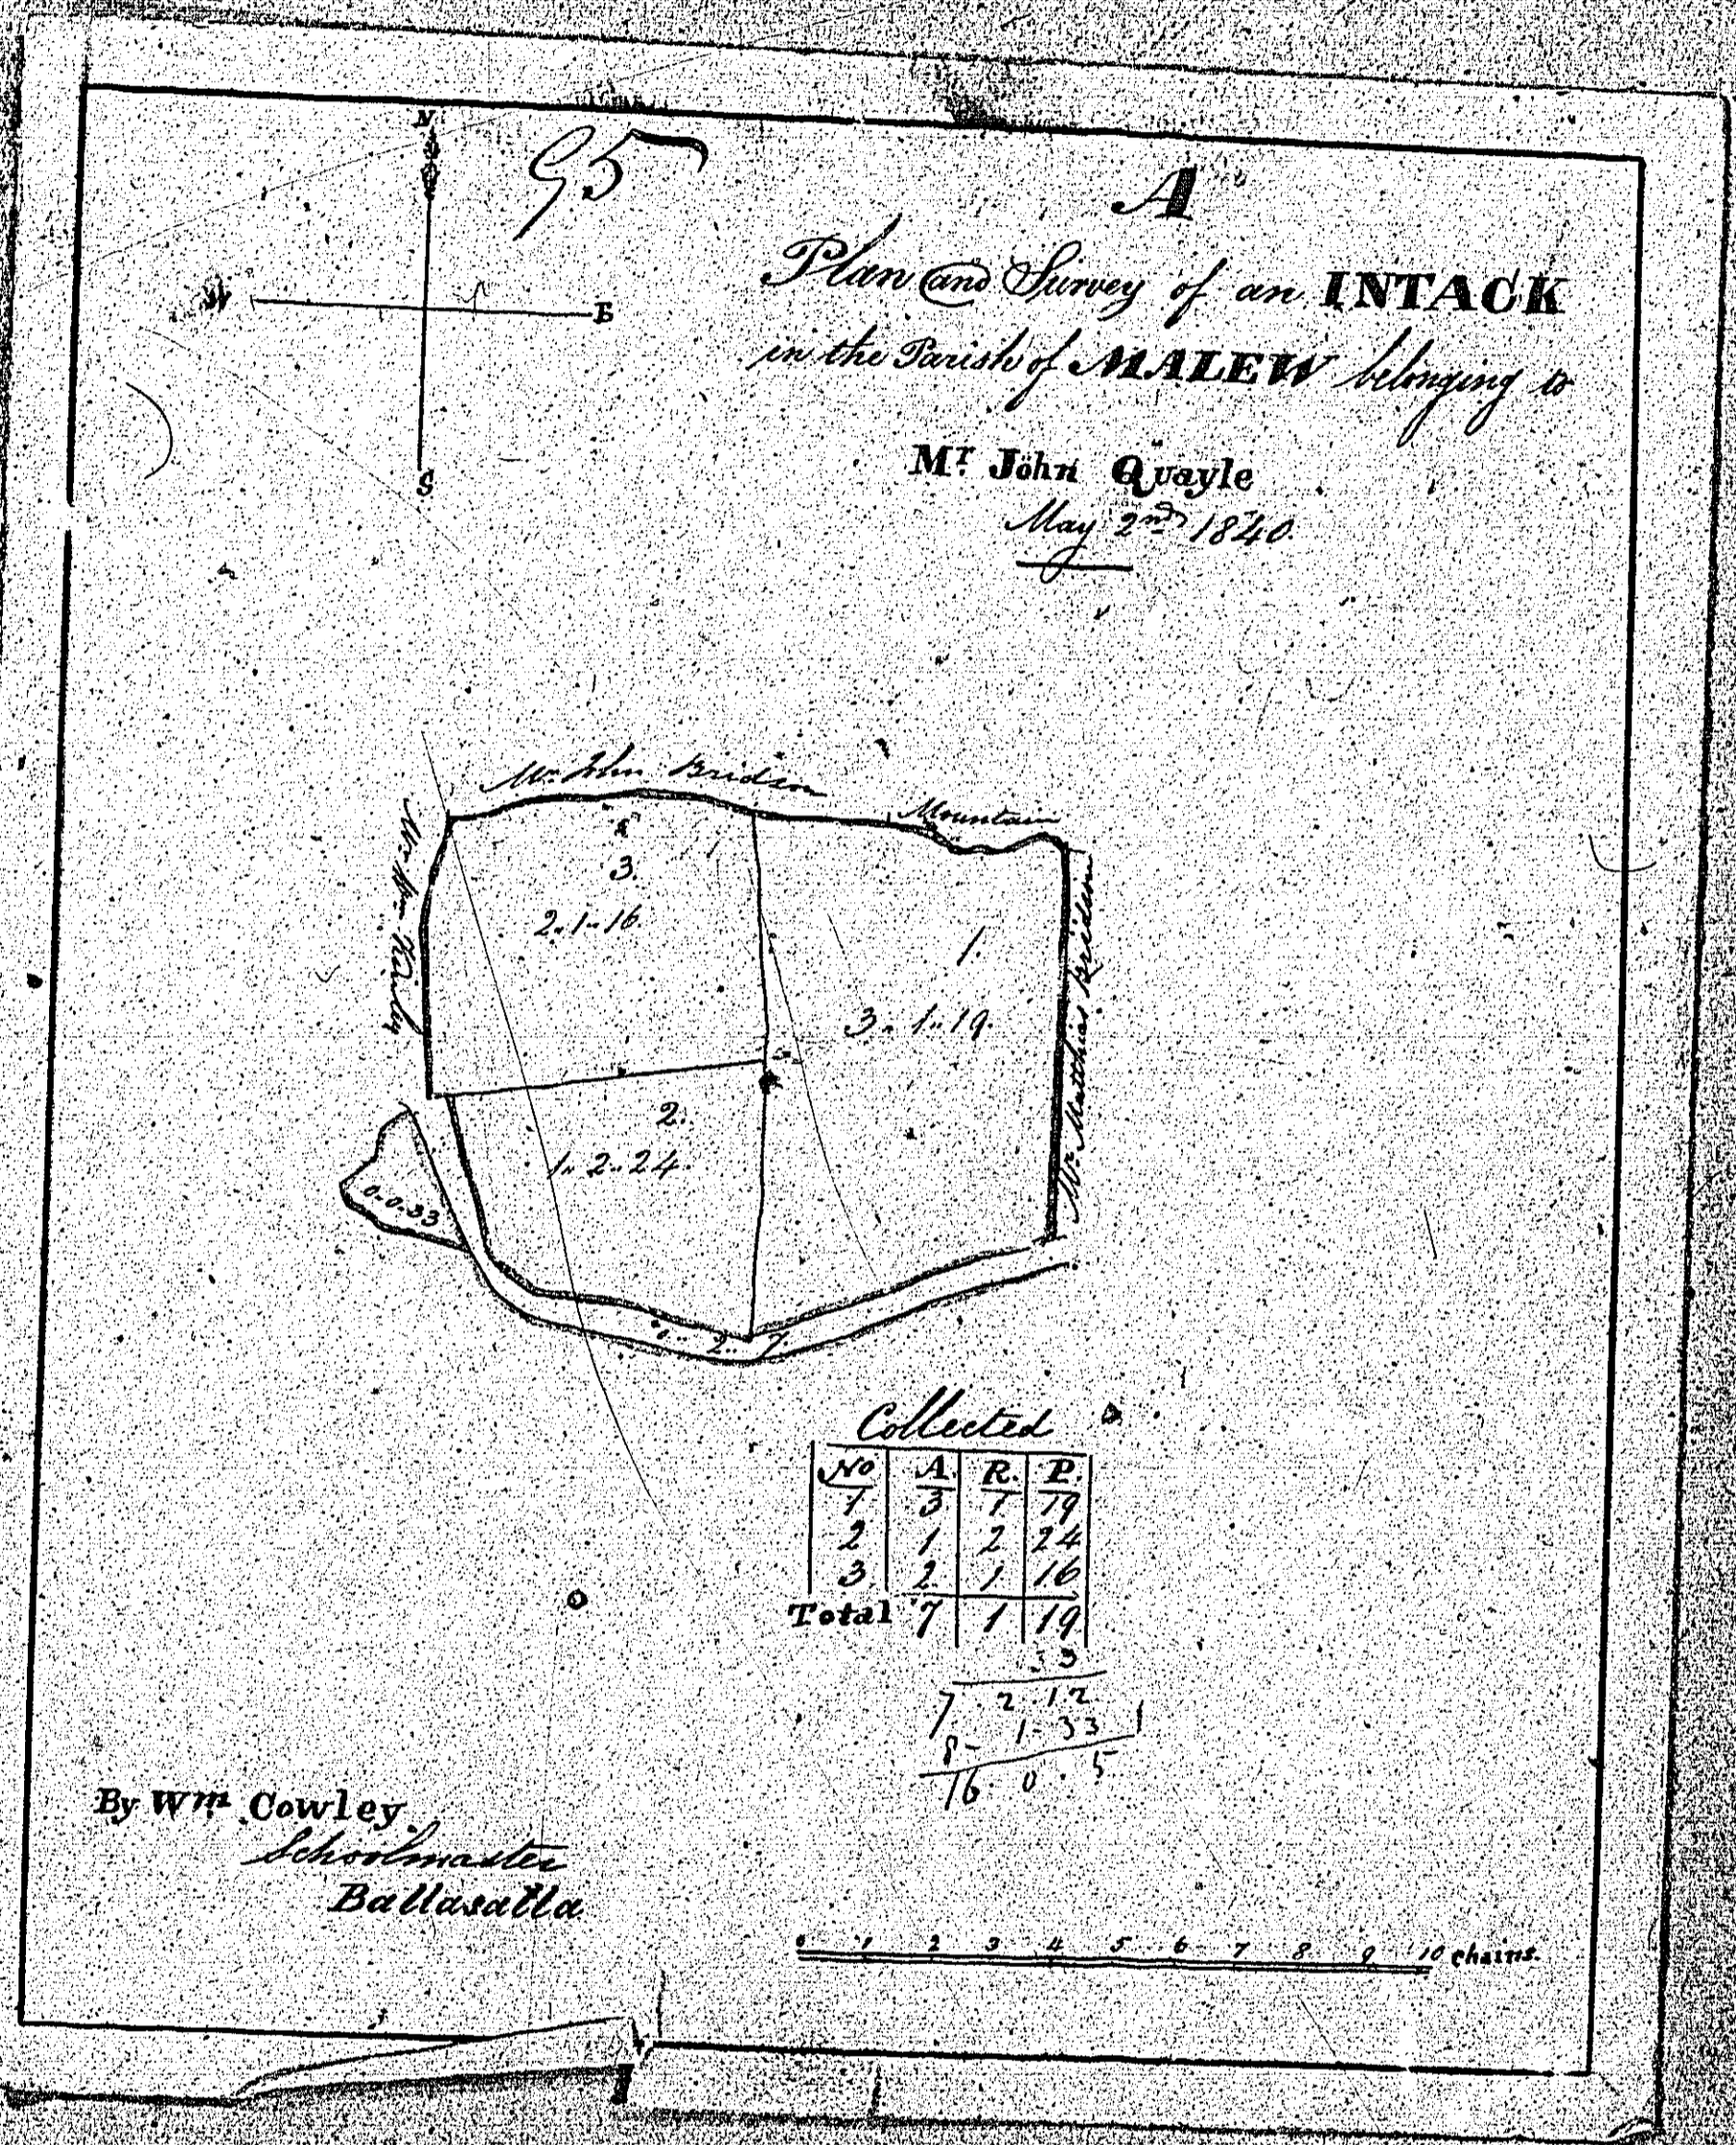 N
95
W
E
S
A
Plan and Survey of an INTACK
in the Parish of MALEW belonging to
Mr John Quayle
May 2nd 1840.
Mr. John Bridson
Mountain
Mr. Wm.
3.
2..1..16
1.
3..1..19.
Mr. Matthias Bridson
2.
1..2..24.
0..0..33
2.. 7
Collected
No A. R. P.
1 3 1 19
2 1 2 24
3. 2 1 16
Total 7 1 19
33
7. 2. 12
8- 1-33
16. 0. 5
By Wm Cowley.
Schoolmaster
Ballasalla
0 1 2 3 4 5 6 7 8 9 10 chains.